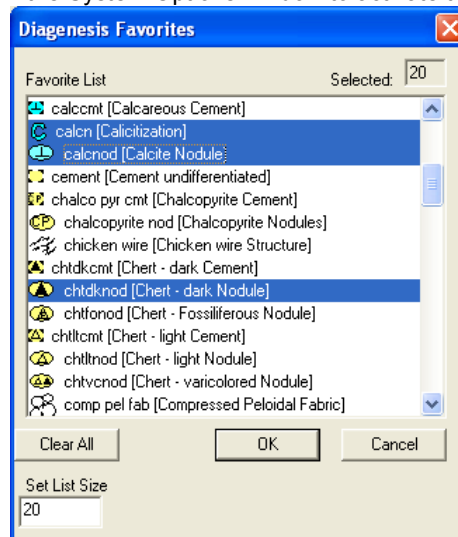 Diagenesis Favorites
Favorite List Selected: 20
calccmt [Calcareous Cement]
calcn [Calicitization]
calcnod [Calcite Nodule]
cement [Cement undifferentiated]
chalco pyr cmt [Chalcopyrite Cement]
chalcopyrite nod [Chalcopyrite Nodules]
chicken wire [Chicken wire Structure]
chtdkcmt [Chert - dark Cement]
chtdknod [Chert - dark Nodule]
chtfonod [Chert - Fossiliferous Nodule]
chtltcmt [Chert - light Cement]
chtltnod [Chert - light Nodule]
chtvcnod [Chert - varicolored Nodule]
comp pel fab [Compressed Peloidal Fabric]
Clear All OK Cancel
Set List Size
20